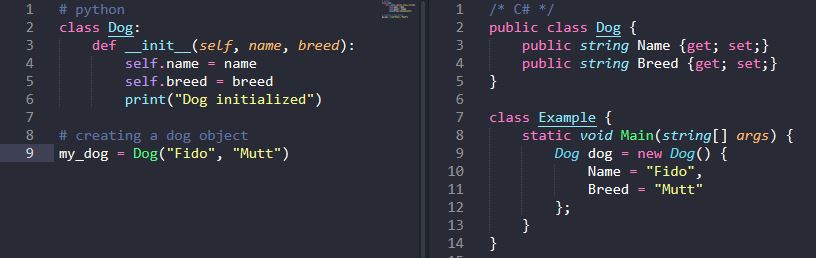 1 # python
2 class Dog:
3     def __init__(self, name, breed):
4         self.name = name
5         self.breed = breed
6         print("Dog initialized")
7
8 # creating a dog object
9 my_dog = Dog("Fido", "Mutt")
1 /* C# */
2 public class Dog {
3     public string Name {get; set;}
4     public string Breed {get; set;}
5 }
6
7 class Example {
8     static void Main(string[] args) {
9         Dog dog = new Dog() {
10             Name = "Fido",
11             Breed = "Mutt"
12         };
13     }
14 }